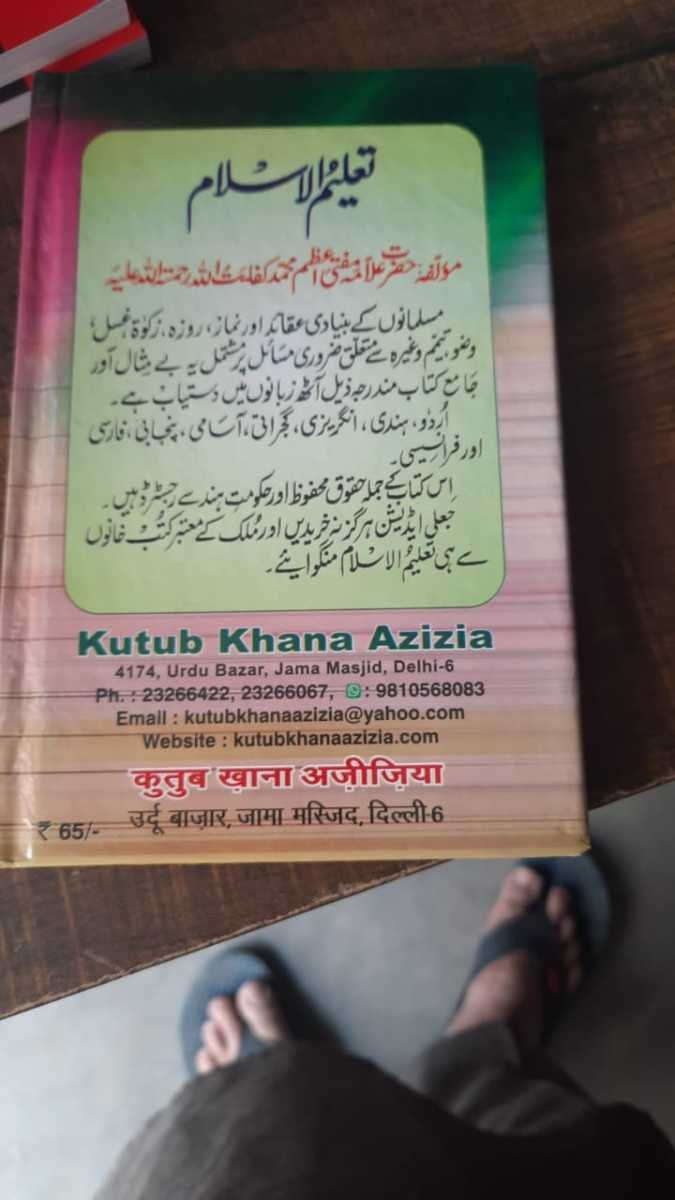 تعلیم الاسلام
مؤلفہ حضرت علامہ مفتی اعظم محمد کفایت اللہ رحمۃ اللہ علیہ
مسلمانوں کے بنیادی عقائد اور نماز، روزہ، زکوٰۃ غسل،
وضو، تیمّم وغیرہ سے متعلق ضروری مسائل پر مشتمل یہ بے مثال اور
جامع کتاب مندرجہ ذیل آٹھ زبانوں میں دستیاب ہے۔
اُردو، ہندی، انگریزی، گجراتی، آسامی، پنجابی، فارسی
اور فرانسیسی۔
اِس کتاب کے جملہ حقوق محفوظ اور حکومتِ ہند سے رجسٹرڈ ہیں۔
جعلی ایڈیشن ہرگز نہ خریدیں اور مُلک کے معتبر کتب خانوں
سے ہی تعلیم الاسلام منگوایئے۔
Kutub Khana Azizia
4174, Urdu Bazar, Jama Masjid, Delhi-6
Ph. : 23266422, 23266067, : 9810568083
Email : kutubkhanaazizia@yahoo.com
Website : kutubkhanaazizia.com
कुतुब ख़ाना अज़ीज़िया
उर्दू बाज़ार, जामा मस्जिद, दिल्ली-6
₹ 65/-